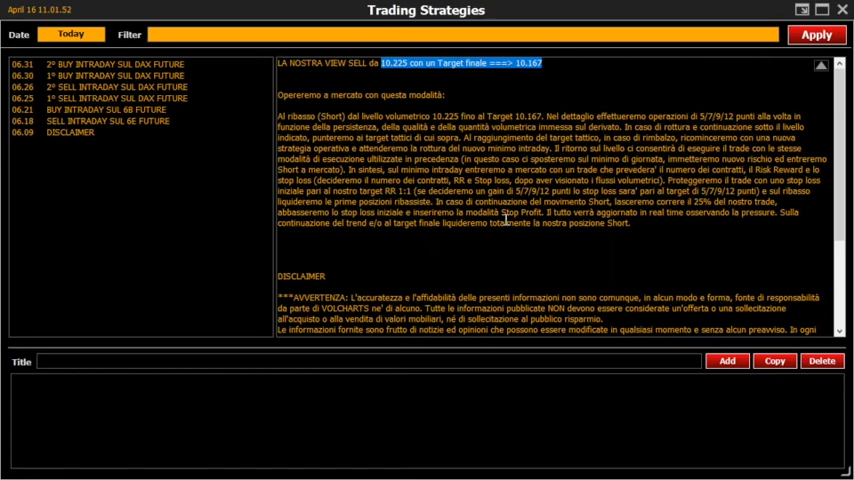 April 16 11.01.52
Trading Strategies
Date
Today
Filter
Apply
06.31 2° BUY INTRADAY SUL DAX FUTURE
06.30 1° BUY INTRADAY SUL DAX FUTURE
06.26 2° SELL INTRADAY SUL DAX FUTURE
06.25 1° SELL INTRADAY SUL DAX FUTURE
06.21 BUY INTRADAY SUL 6B FUTURE
06.18 SELL INTRADAY SUL 6E FUTURE
06.09 DISCLAIMER
LA NOSTRA VIEW SELL da 10.225 con un Target finale ===> 10.167
Opereremo a mercato con questa modalità:
Al ribasso (Short) dal livello volumetrico 10.225 fino al Target 10.167. Nel dettaglio effettueremo operazioni di 5/7/9/12 punti alla volta in
funzione della persistenza, della qualità e della quantità volumetrica immessa sul derivato. In caso di rottura e continuazione sotto il livello
indicato, punteremo ai target tattici di cui sopra. Al raggiungimento del target tattico, in caso di rimbalzo, ricominceremo con una nuova
strategia operativa e attenderemo la rottura del nuovo minimo intraday. Il ritorno sul livello ci consentirà di eseguire il trade con le stesse
modalità di esecuzione ultilizzate in precedenza (in questo caso ci sposteremo sul minimo di giornata, immetteremo nuovo rischio ed entreremo
Short a mercato). In sintesi, sul minimo intraday entreremo a mercato con un trade che prevedera' il numero di contratti, il Risk Reward e lo
stop loss (decideremo il numero dei contratti, RR e Stop loss, dopo aver visionato i flussi volumetrici). Proteggeremo il trade con uno stop loss
iniziale pari al nostro target RR 1:1 (se decideremo un gain di 5/7/9/12 punti lo stop loss sara' pari al target di 5/7/9/12 punti) e sul ribasso
liquideremo le prime posizioni ribassiste. In caso di continuazione del movimento Short, lasceremo correre il 25% del nostro trade,
abbasseremo lo stop loss iniziale e inseriremo la modalità Stop Profit. Il tutto verrà aggiornato in real time osservando la pressure. Sulla
continuazione del trend e/o al target finale liquideremo totalmente la nostra posizione Short.
DISCLAIMER
***AVVERTENZA: L'accuratezza e l'affidabilità delle presenti informazioni non sono comunque, in alcun modo e forma, fonte di responsabilità
da parte di VOLCHARTS ne' di alcuno. Tutte le informazioni pubblicate NON devono essere considerate un'offerta o una sollecitazione
all'acquisto o alla vendita di valori mobiliari, né di sollecitazione al pubblico risparmio.
Le informazioni fornite sono frutto di notizie ed opinioni che possono essere modificate in qualsiasi momento e senza alcun preavviso. In ogni
Title
Add
Copy
Delete